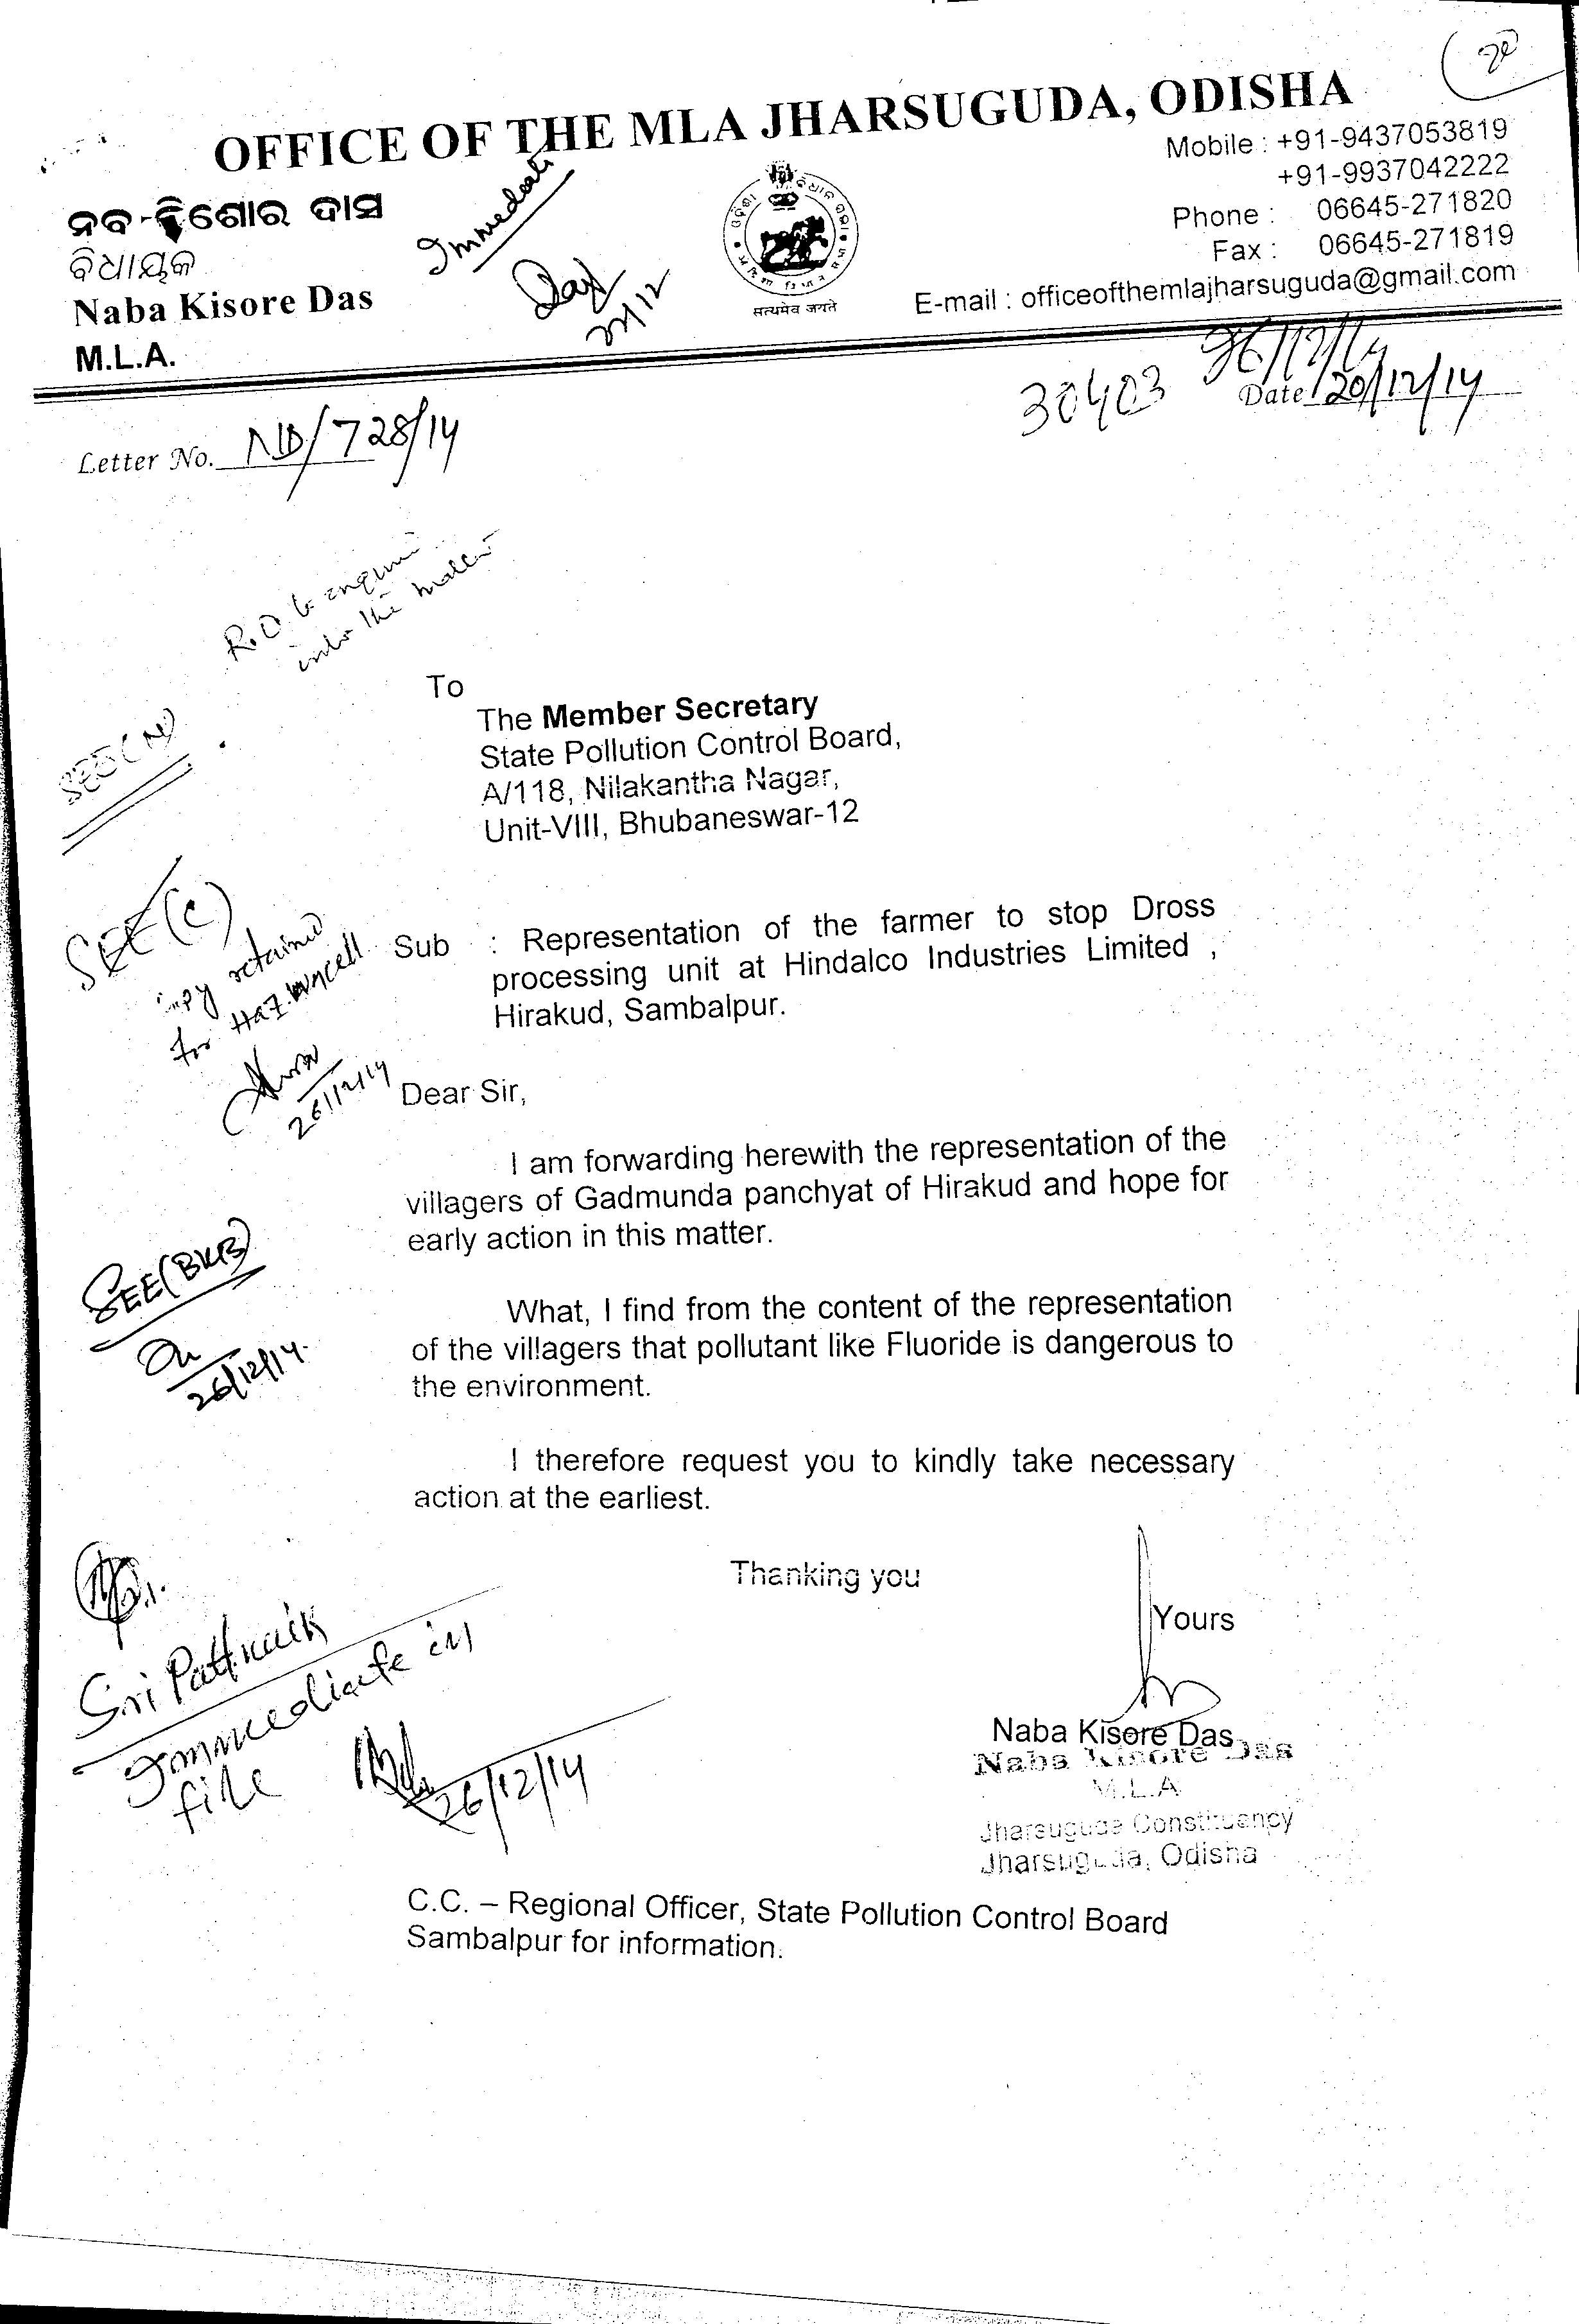 OFFICE OF THE MLA JHARSUGUDA, ODISHA
ନବ କିଶୋର ଦାସ
ବିଧାୟକ
Naba Kisore Das
M.L.A.
Mobile : +91-9437053819
+91-9937042222
Phone : 06645-271820
Fax : 06645-271819
E-mail : officeofthemlajharsuguda@gmail.com
सत्यमेव जयते
30403 26/12/14
Letter No. ND/728/14
Date 20/12/14
R.O. to enquire
into the matter
To
The Member Secretary
State Pollution Control Board,
A/118, Nilakantha Nagar,
Unit-VIII, Bhubaneswar-12
SEE (C)
copy retained
for Haz. cell
26/12/14
Sub : Representation of the farmer to stop Dross
processing unit at Hindalco Industries Limited ,
Hirakud, Sambalpur.
Dear Sir,
I am forwarding herewith the representation of the
villagers of Gadmunda panchyat of Hirakud and hope for
early action in this matter.
SEE (BKB)
26/12/14.
What, I find from the content of the representation
of the villagers that pollutant like Fluoride is dangerous to
the environment.
I therefore request you to kindly take necessary
action at the earliest.
Thanking you
Yours
Sri Pattnaik
Immediate in
file
26/12/14
Naba Kisore Das
Naba Kisore Das
M.L.A
Jharsuguda Constituency
Jharsuguda, Odisha
C.C. – Regional Officer, State Pollution Control Board
Sambalpur for information.